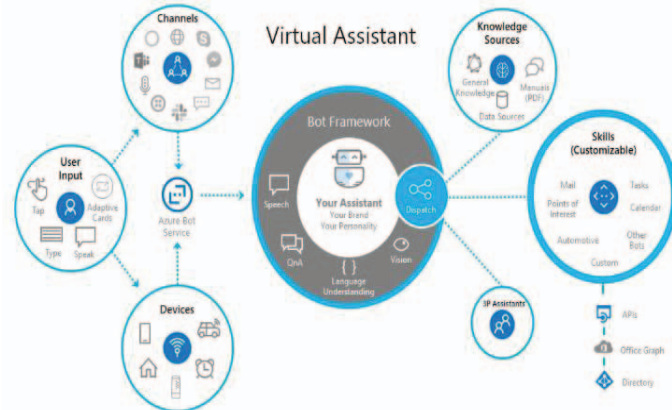 Virtual Assistant
Channels
User
Input
Tap
Adaptive
Cards
Type
Speak
Azure Bot
Service
Devices
Bot Framework
Speech
Your Assistant
Your Brand
Your Personality
QnA
{ }
Language
Understanding
Vision
Dispatch
Knowledge
Sources
General
Knowledge
Manuals
(PDF)
Data Sources
Skills
(Customizable)
Mail
Tasks
Points of
Interest
Calendar
Automotive
Other
Bots
Custom
3P Assistants
APIs
Office Graph
Directory